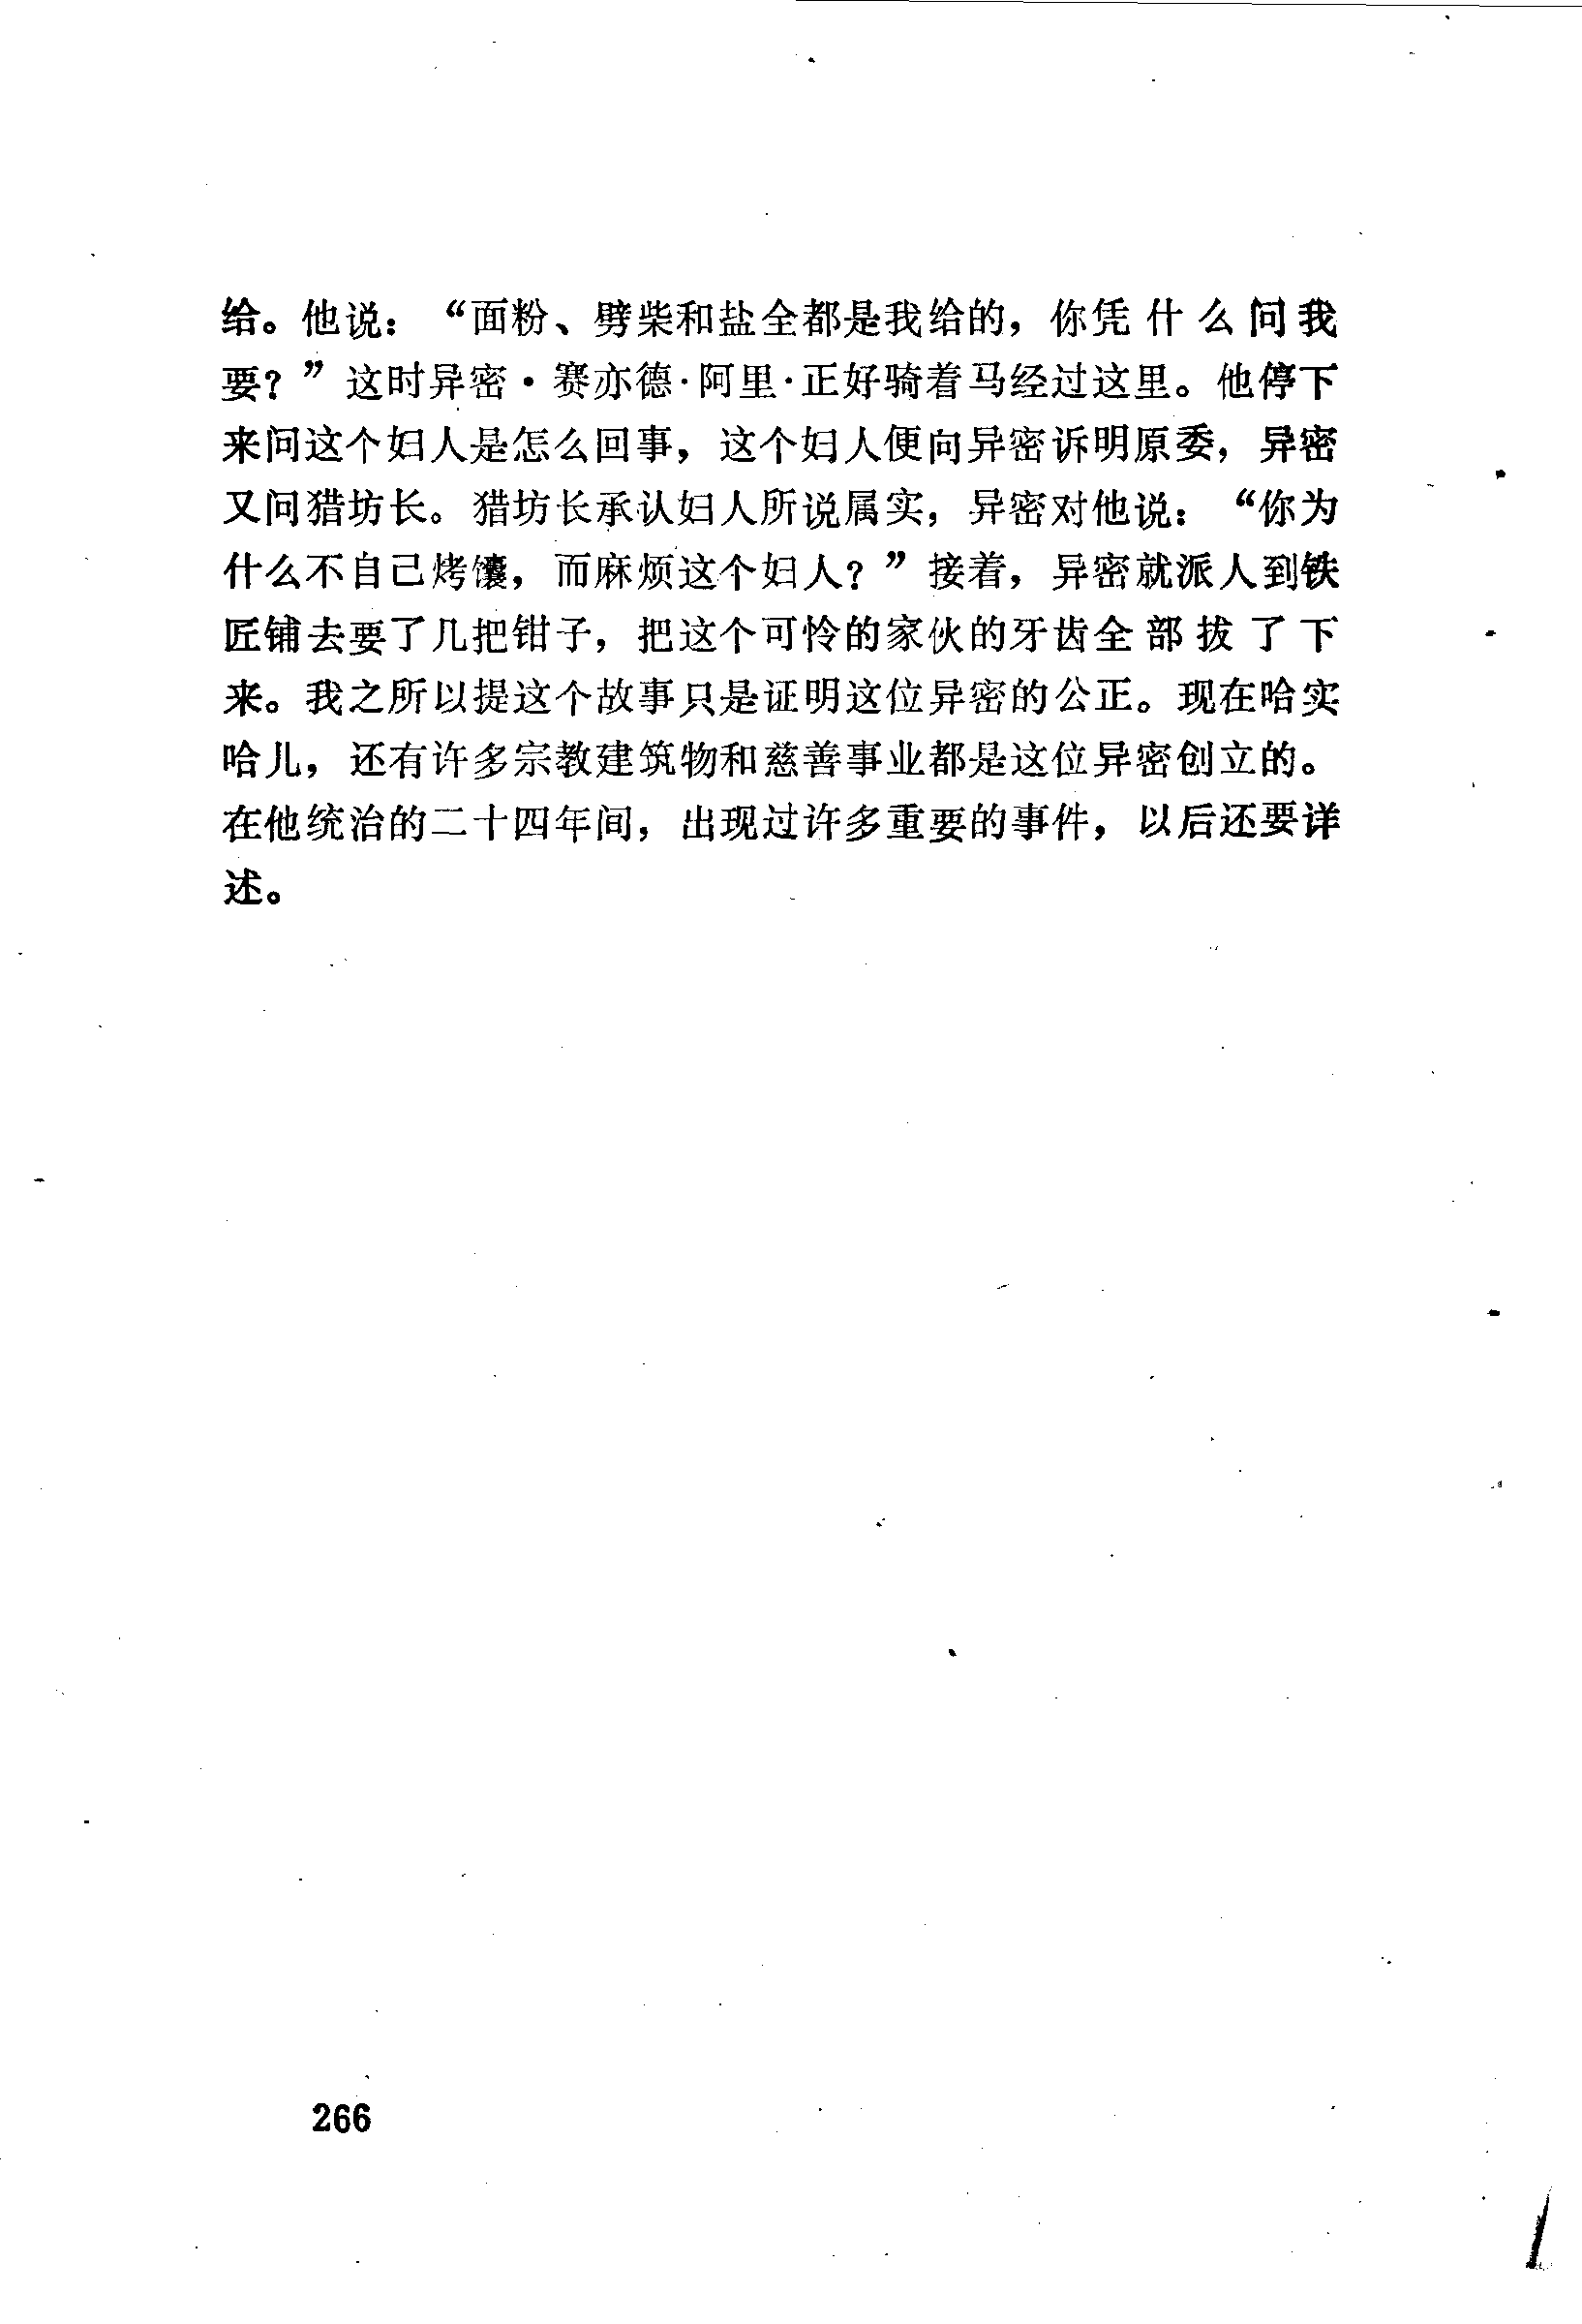 给。他说：“面粉、劈柴和盐全都是我给的，你凭什么问我
要？”这时异密·赛亦德·阿里·正好骑着马经过这里。他停下
来问这个妇人是怎么回事，这个妇人便向异密诉明原委，异密
又问猎坊长。猎坊长承认妇人所说属实，异密对他说：“你为
什么不自己烤馕，而麻烦这个妇人？”接着，异密就派人到铁
匠铺去要了几把钳子，把这个可怜的家伙的牙齿全部拔了下
来。我之所以提这个故事只是证明这位异密的公正。现在哈实
哈儿，还有许多宗教建筑物和慈善事业都是这位异密创立的。
在他统治的二十四年间，出现过许多重要的事件，以后还要详
述。
266